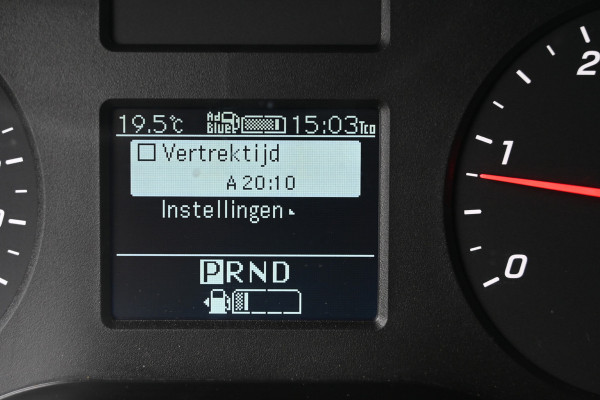 19.5°C Ad Blue 15:03 Tco
Vertrektijd
A 20:10
Instellingen
PRND
2
1
0